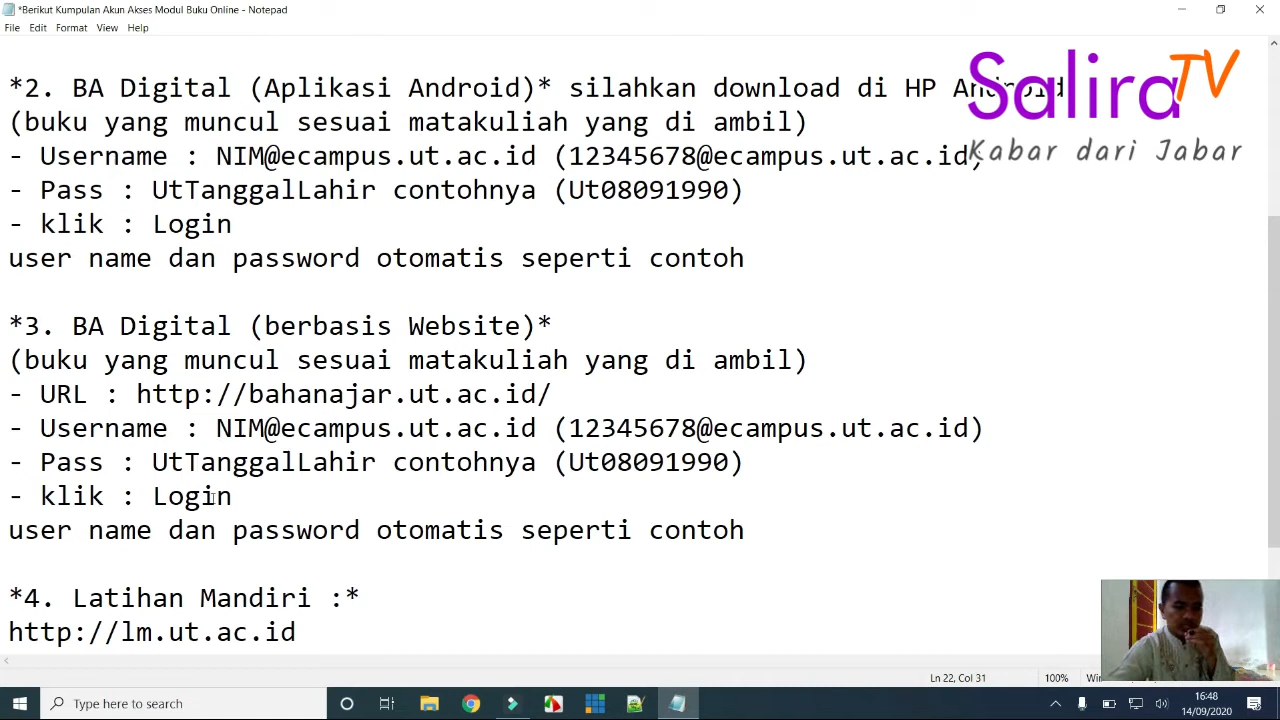 *Berikut Kumpulan Akun Akses Modul Buku Online - Notepad
File Edit Format View Help
*2. BA Digital (Aplikasi Android)* silahkan download di HP Android
(buku yang muncul sesuai matakuliah yang di ambil)
- Username : NIM@ecampus.ut.ac.id (12345678@ecampus.ut.ac.id)
- Pass : UtTanggalLahir contohnya (Ut08091990)
- klik : Login
user name dan password otomatis seperti contoh
*3. BA Digital (berbasis Website)*
(buku yang muncul sesuai matakuliah yang di ambil)
- URL : http://bahanajar.ut.ac.id/
- Username : NIM@ecampus.ut.ac.id (12345678@ecampus.ut.ac.id)
- Pass : UtTanggalLahir contohnya (Ut08091990)
- klik : Login
user name dan password otomatis seperti contoh
*4. Latihan Mandiri :*
http://lm.ut.ac.id
Salira TV
Kabar dari Jabar
Ln 22, Col 31
100%
Type here to search
16:48
14/09/2020